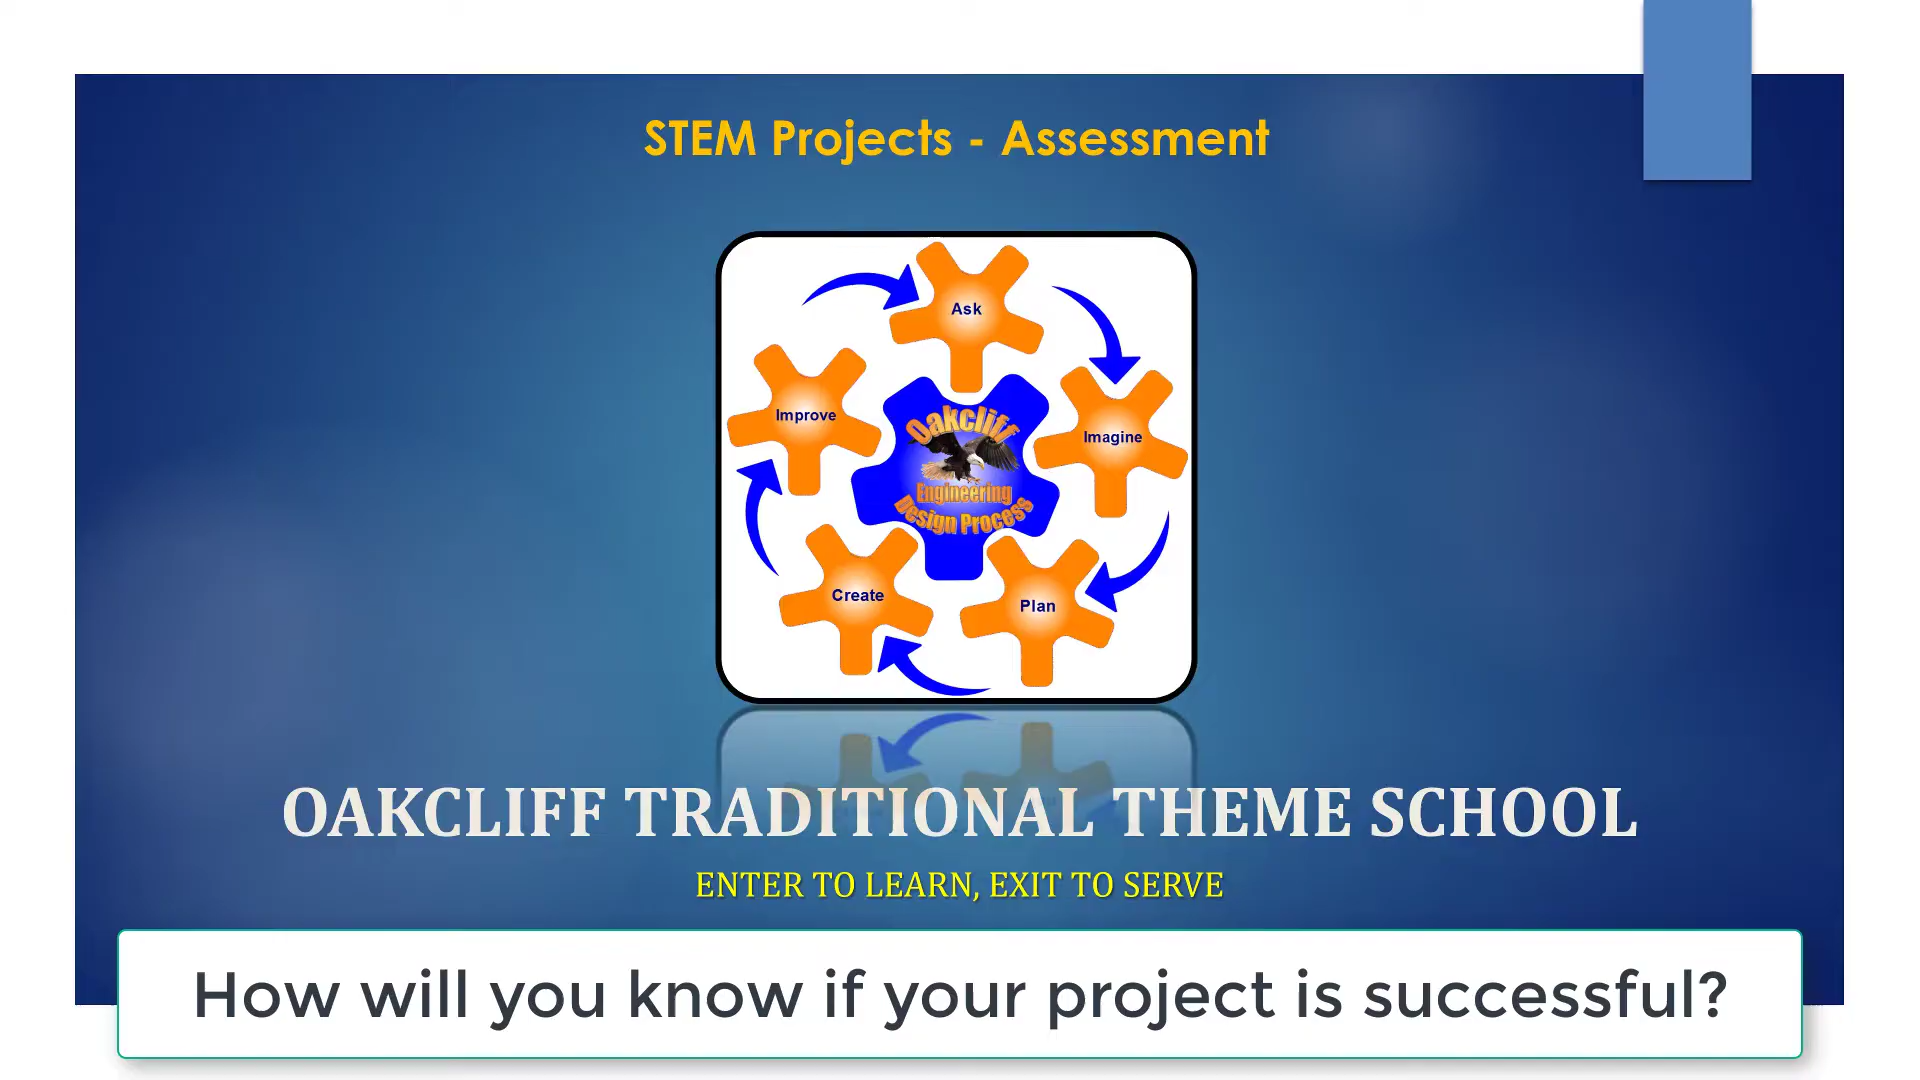 STEM Projects - Assessment
Ask
Improve
Imagine
Oakcliff
Engineering
Design Process
Create
Plan
OAKCLIFF TRADITIONAL THEME SCHOOL
ENTER TO LEARN, EXIT TO SERVE
How will you know if your project is successful?